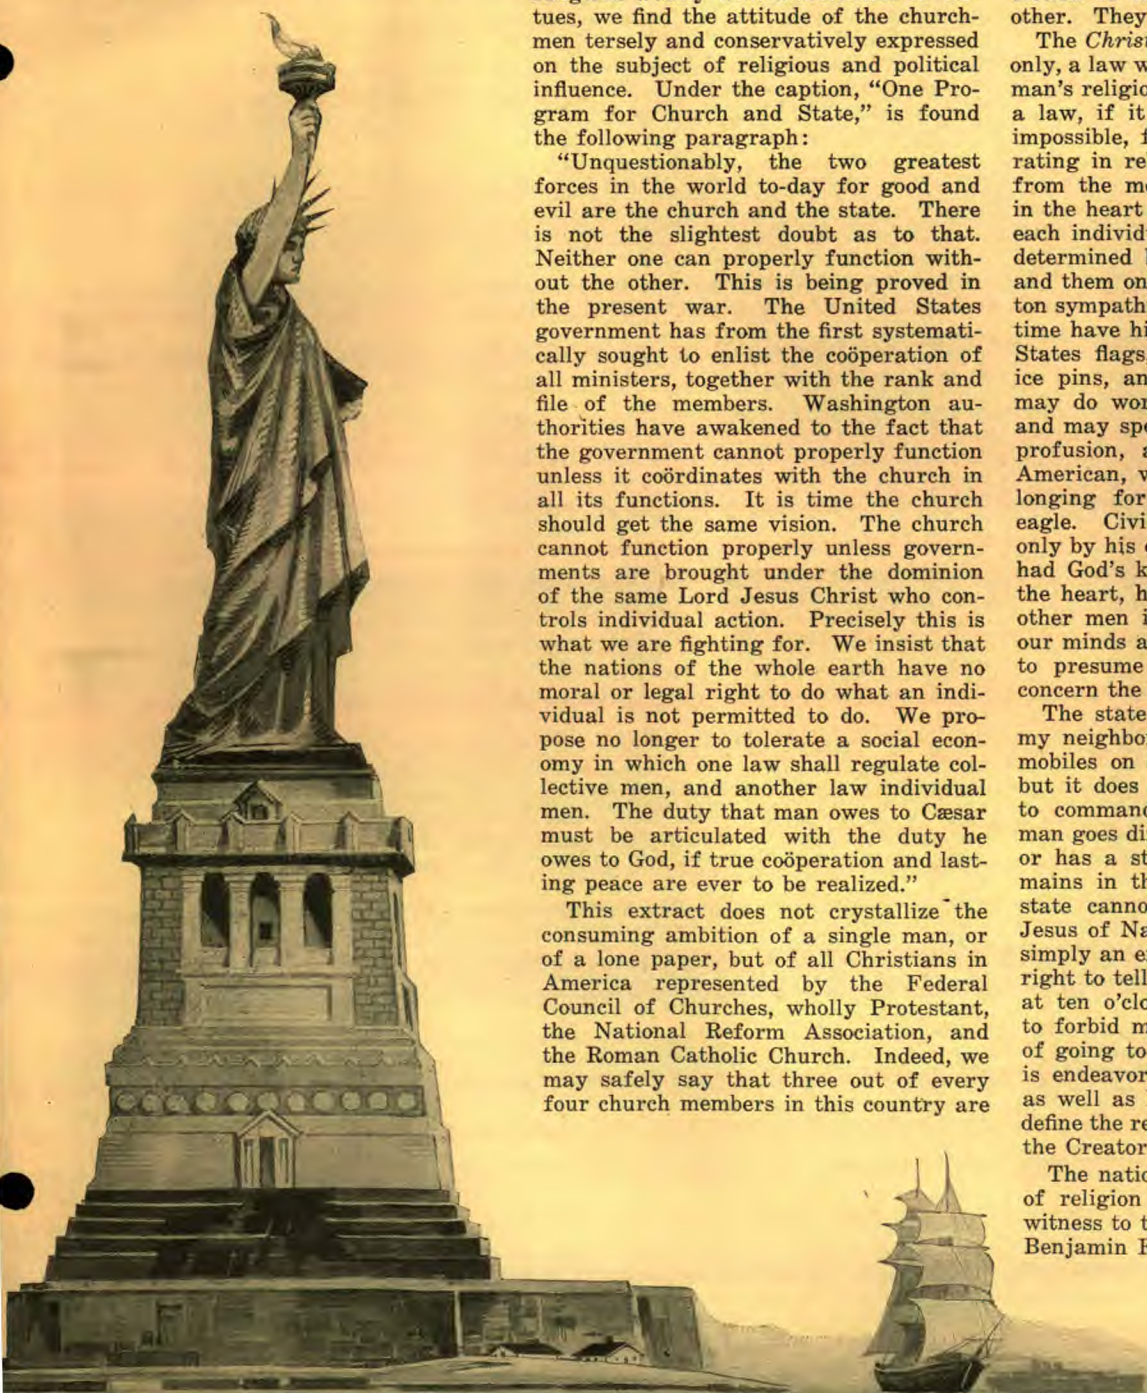 tues, we find the attitude of the church-
men tersely and conservatively expressed
on the subject of religious and political
influence. Under the caption, “One Pro-
gram for Church and State,” is found
the following paragraph:
“Unquestionably, the two greatest
forces in the world to-day for good and
evil are the church and the state. There
is not the slightest doubt as to that.
Neither one can properly function with-
out the other. This is being proved in
the present war. The United States
government has from the first systemati-
cally sought to enlist the coöperation of
all ministers, together with the rank and
file of the members. Washington au-
thorities have awakened to the fact that
the government cannot properly function
unless it coördinates with the church in
all its functions. It is time the church
should get the same vision. The church
cannot function properly unless govern-
ments are brought under the dominion
of the same Lord Jesus Christ who con-
trols individual action. Precisely this is
what we are fighting for. We insist that
the nations of the whole earth have no
moral or legal right to do what an indi-
vidual is not permitted to do. We pro-
pose no longer to tolerate a social econ-
omy in which one law shall regulate col-
lective men, and another law individual
men. The duty that man owes to Cæsar
must be articulated with the duty he
owes to God, if true coöperation and last-
ing peace are ever to be realized.”
This extract does not crystallize the
consuming ambition of a single man, or
of a lone paper, but of all Christians in
America represented by the Federal
Council of Churches, wholly Protestant,
the National Reform Association, and
the Roman Catholic Church. Indeed, we
may safely say that three out of every
four church members in this country are
other. They
The Christ
only, a law w
man's religio
a law, if it
impossible,
rating in re
from the m
in the heart
each individ
determined
and them on
ton sympath
time have hi
States flags
ice pins, an
may do wor
and may spe
profusion, a
American, v
longing for
eagle. Civi
only by his
had God's k
the heart, h
other men i
our minds a
to presume
concern the
The state
my neighbo
mobiles on
but it does
to command
man goes di
or has a st
mains in th
state canno
Jesus of Na
simply an e
right to tell
at ten o'clo
to forbid m
of going to
is endeavor
as well as
define the re
the Creator
The natio
of religion
witness to t
Benjamin